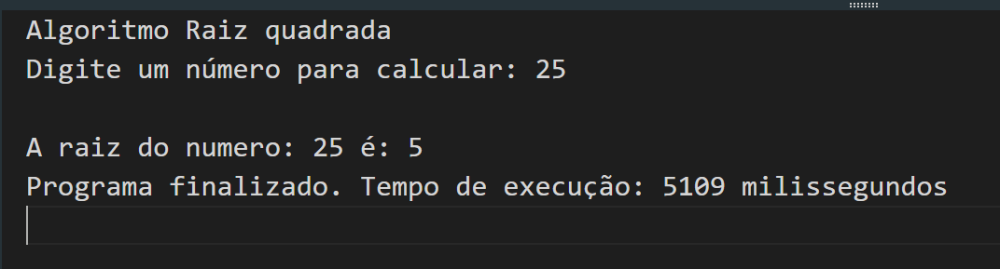 Algoritmo Raiz quadrada
Digite um número para calcular: 25
A raiz do numero: 25 é: 5
Programa finalizado. Tempo de execução: 5109 milissegundos